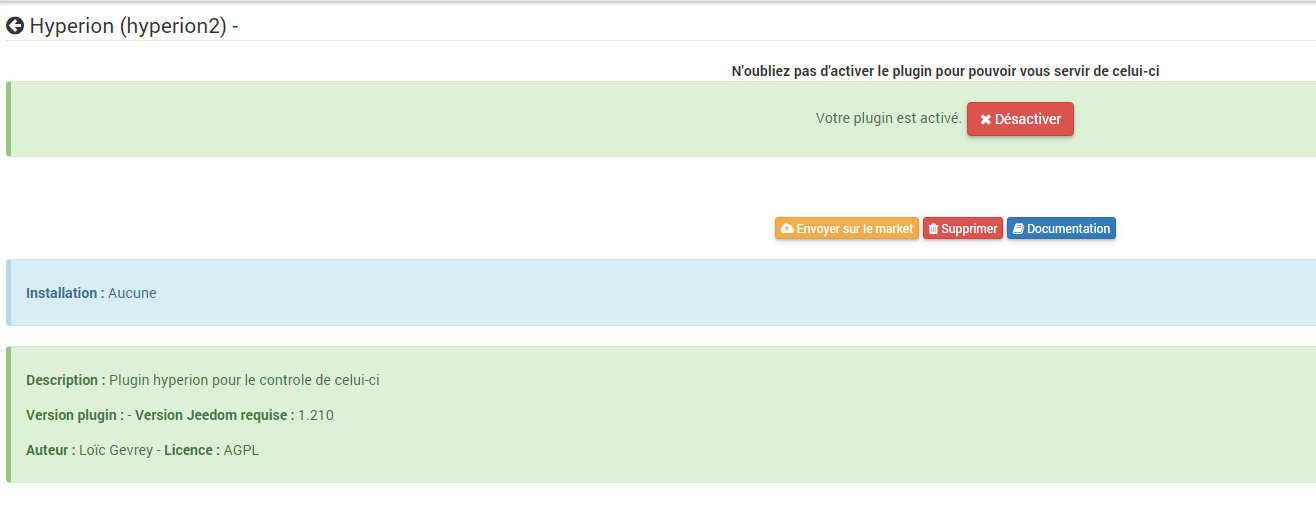 Hyperion (hyperion2) -
N'oubliez pas d'activer le plugin pour pouvoir vous servir de celui-ci
Votre plugin est activé. Désactiver
Envoyer sur le market Supprimer Documentation
Installation : Aucune
Description : Plugin hyperion pour le controle de celui-ci
Version plugin : - Version Jeedom requise : 1.210
Auteur : Loïc Gevrey - Licence : AGPL